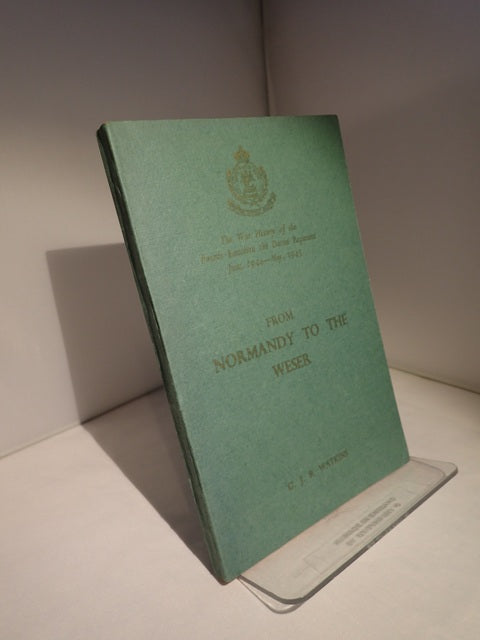 The War History of the
Fourth Battalion the Dorset Regiment
June, 1944—May, 1945
FROM
NORMANDY TO THE
WESER
G. J. B. WATKINS